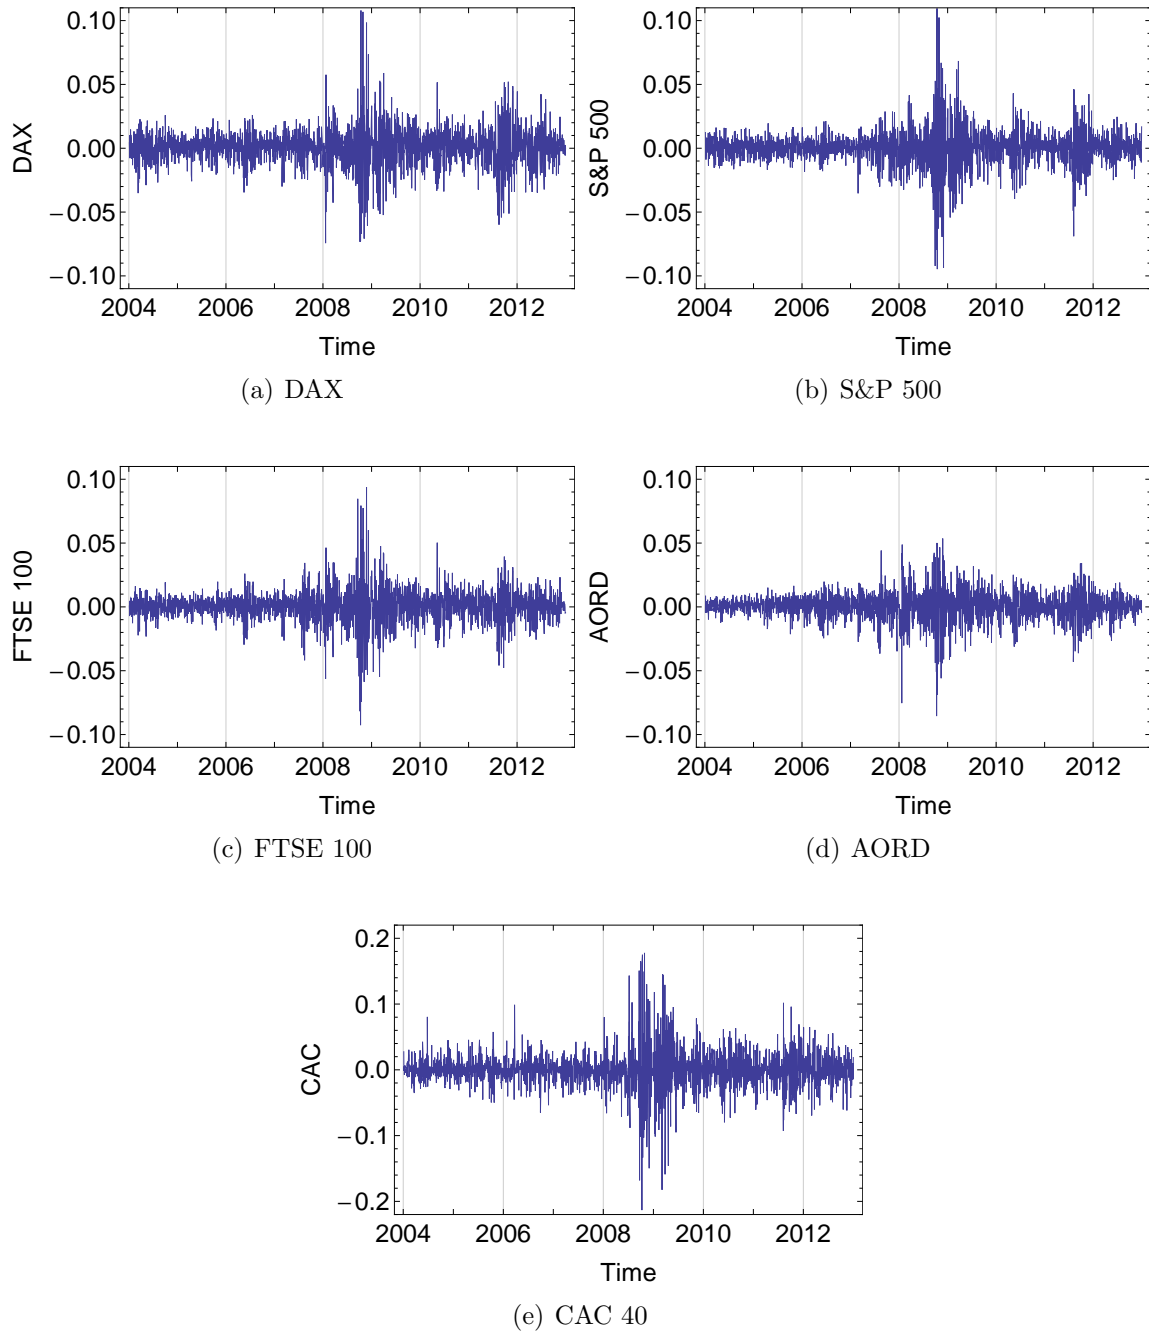 0.10
0.05
0.00
−0.05
−0.10
DAX
2004 2006 2008 2010 2012
Time
(a) DAX
0.10
0.05
0.00
−0.05
−0.10
S&P 500
2004 2006 2008 2010 2012
Time
(b) S&P 500
0.10
0.05
0.00
−0.05
−0.10
FTSE 100
2004 2006 2008 2010 2012
Time
(c) FTSE 100
0.10
0.05
0.00
−0.05
−0.10
AORD
2004 2006 2008 2010 2012
Time
(d) AORD
0.2
0.1
0.0
−0.1
−0.2
CAC
2004 2006 2008 2010 2012
Time
(e) CAC 40